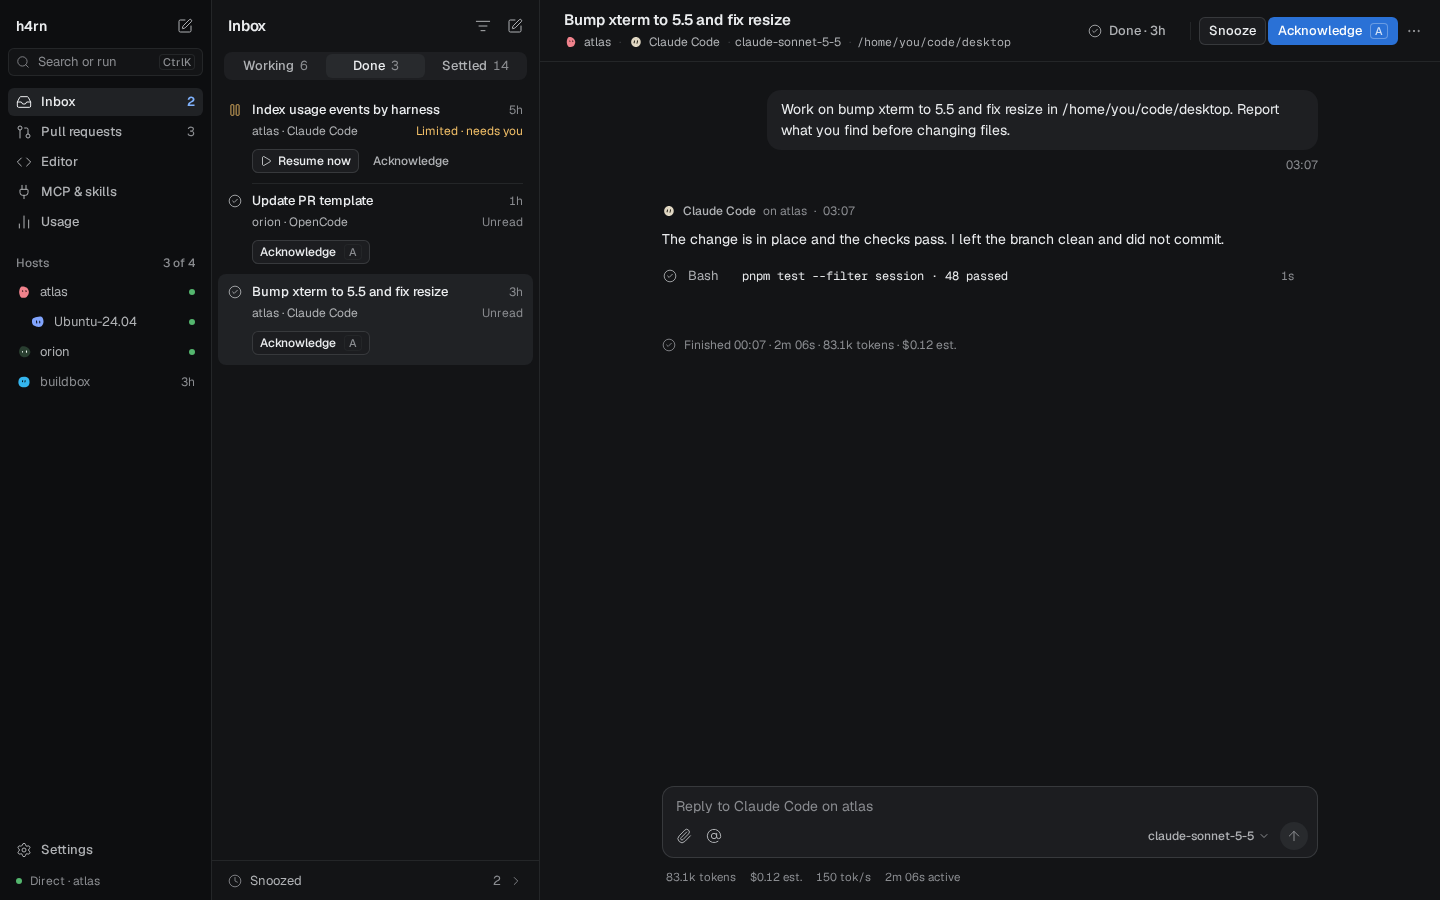 h4rn
Search or run CtrlK
Inbox 2
Pull requests 3
Editor
MCP & skills
Usage
Hosts 3 of 4
atlas
Ubuntu-24.04
orion
buildbox 3h
Settings
Direct · atlas
Inbox
Working 6 Done 3 Settled 14
Index usage events by harness 5h
atlas · Claude Code Limited · needs you
Resume now Acknowledge
Update PR template 1h
orion · OpenCode Unread
Acknowledge A
Bump xterm to 5.5 and fix resize 3h
atlas · Claude Code Unread
Acknowledge A
Snoozed 2
Bump xterm to 5.5 and fix resize
atlas · Claude Code · claude-sonnet-5-5 · /home/you/code/desktop
Done · 3h Snooze Acknowledge A
Work on bump xterm to 5.5 and fix resize in /home/you/code/desktop. Report
what you find before changing files.
03:07
Claude Code on atlas · 03:07
The change is in place and the checks pass. I left the branch clean and did not commit.
Bash pnpm test --filter session · 48 passed 1s
Finished 00:07 · 2m 06s · 83.1k tokens · $0.12 est.
Reply to Claude Code on atlas
claude-sonnet-5-5
83.1k tokens $0.12 est. 150 tok/s 2m 06s active